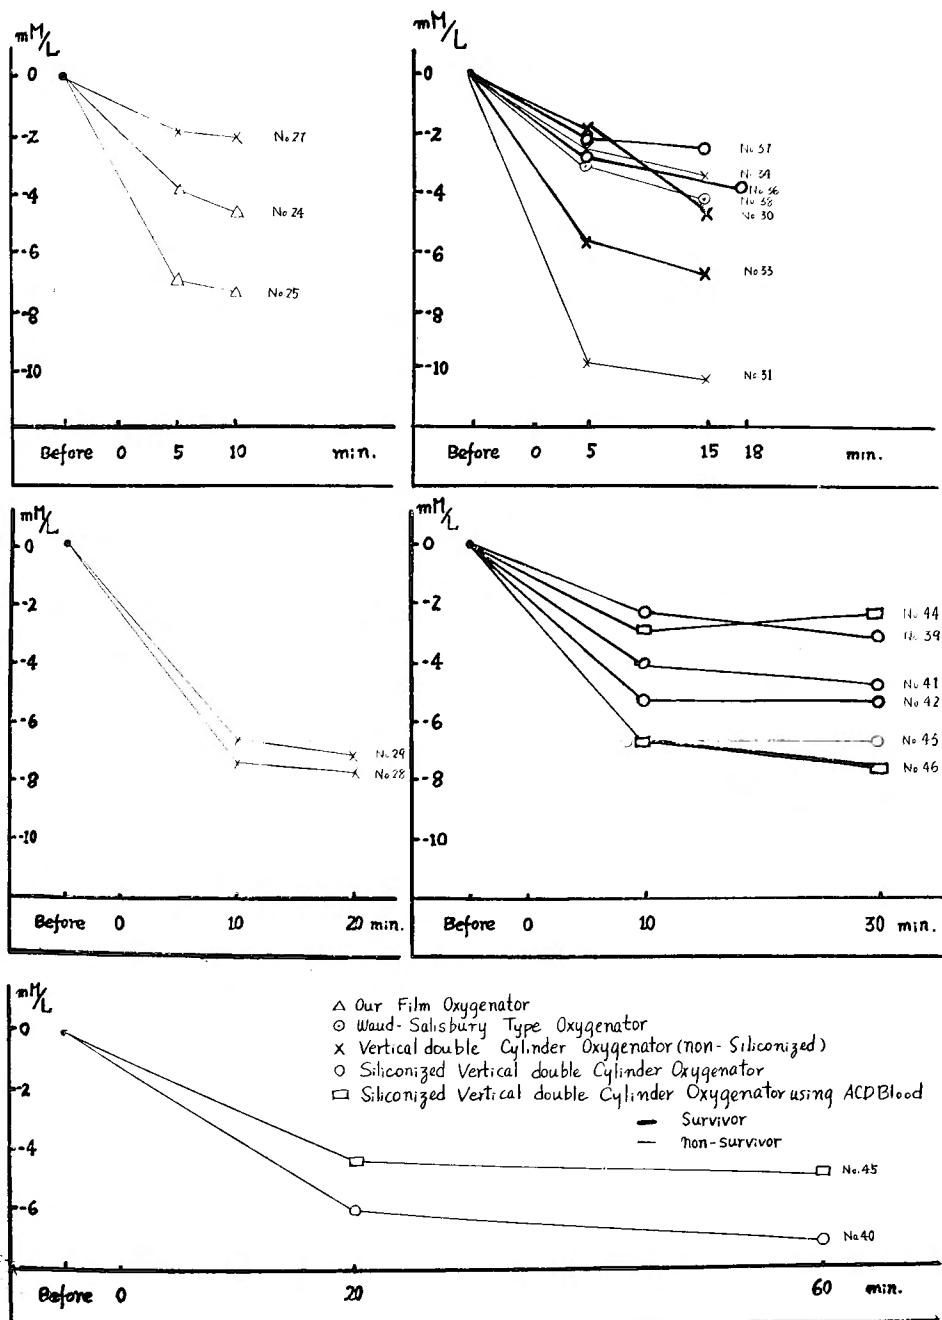 mM/L
0
-2
-4
-6
-8
-10
No 27
No 24
No 25
Before 0 5 10 min.
mM/L
0
-2
-4
-6
-8
-10
No 37
No 34
No 36
No 38
No 30
No 33
No 31
Before 0 5 15 18 min.
mM/L
0
-2
-4
-6
-8
-10
No 29
No 28
Before 0 10 20 min.
mM/L
0
-2
-4
-6
-8
-10
No 44
No 39
No 41
No 42
No 45
No 46
Before 0 10 30 min.
mM/L
0
-2
-4
-6
△ Our Film Oxygenator
⊙ Waud-Salisbury Type Oxygenator
X Vertical double Cylinder Oxygenator (non-Siliconized)
○ Siliconized Vertical double Cylinder Oxygenator
□ Siliconized Vertical double Cylinder Oxygenator using ACD Blood
— Survivor
— non-survivor
No.45
No 40
Before 0 20 60 min.